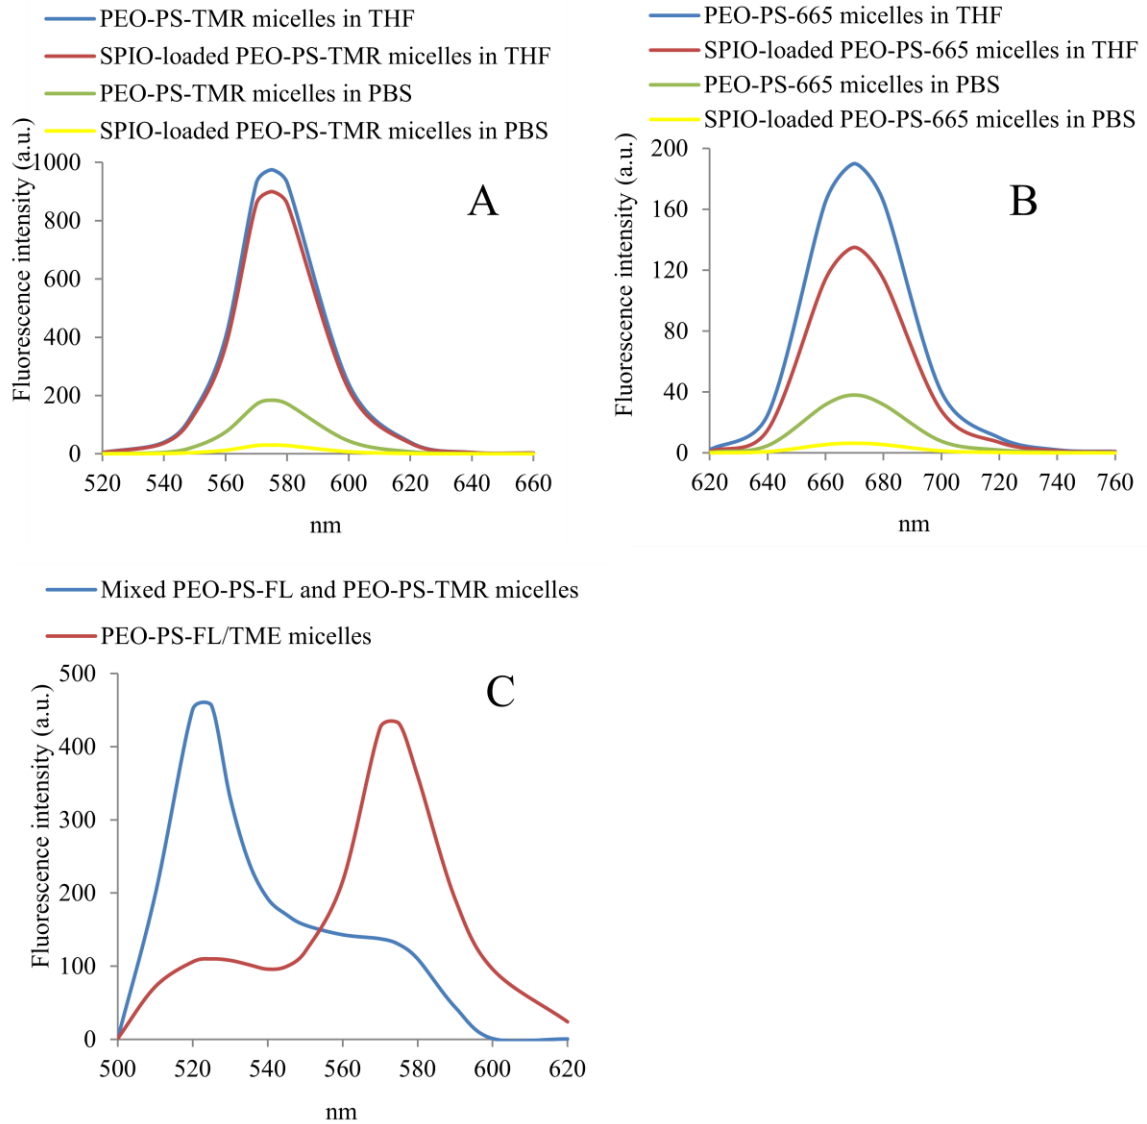 PEO-PS-TMR micelles in THF
SPIO-loaded PEO-PS-TMR micelles in THF
PEO-PS-TMR micelles in PBS
SPIO-loaded PEO-PS-TMR micelles in PBS
Fluorescence intensity (a.u.)
1000
800
600
400
200
0
A
520 540 560 580 600 620 640 660
nm
PEO-PS-665 micelles in THF
SPIO-loaded PEO-PS-665 micelles in THF
PEO-PS-665 micelles in PBS
SPIO-loaded PEO-PS-665 micelles in PBS
Fluorescence intensity (a.u.)
200
160
120
80
40
0
B
620 640 660 680 700 720 740 760
nm
Mixed PEO-PS-FL and PEO-PS-TMR micelles
PEO-PS-FL/TME micelles
Fluorescence intensity (a.u.)
500
400
300
200
100
0
C
500 520 540 560 580 600 620
nm